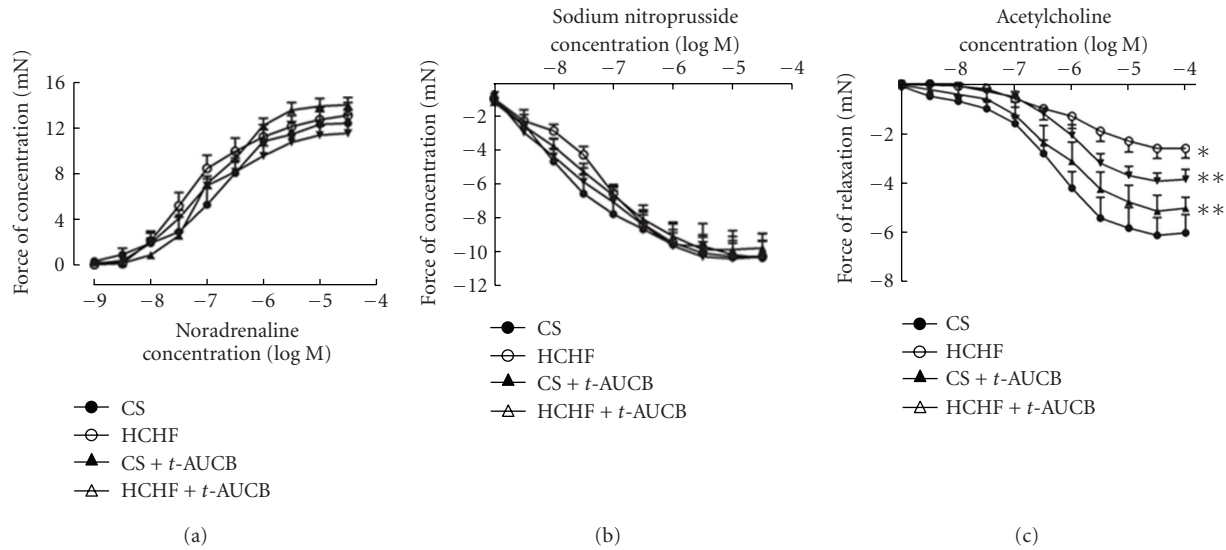 Force of concentration (mN)
16
12
8
4
0
−9 −8 −7 −6 −5 −4
Noradrenaline
concentration (log M)
CS
HCHF
CS + t-AUCB
HCHF + t-AUCB
(a)
Sodium nitroprusside
concentration (log M)
−8 −7 −6 −5 −4
Force of concentration (mN)
−2
−4
−6
−8
−10
−12
CS
HCHF
CS + t-AUCB
HCHF + t-AUCB
(b)
Acetylcholine
concentration (log M)
−8 −7 −6 −5 −4
Force of relaxation (mN)
0
−2
−4
−6
−8
*
**
**
CS
HCHF
CS + t-AUCB
HCHF + t-AUCB
(c)